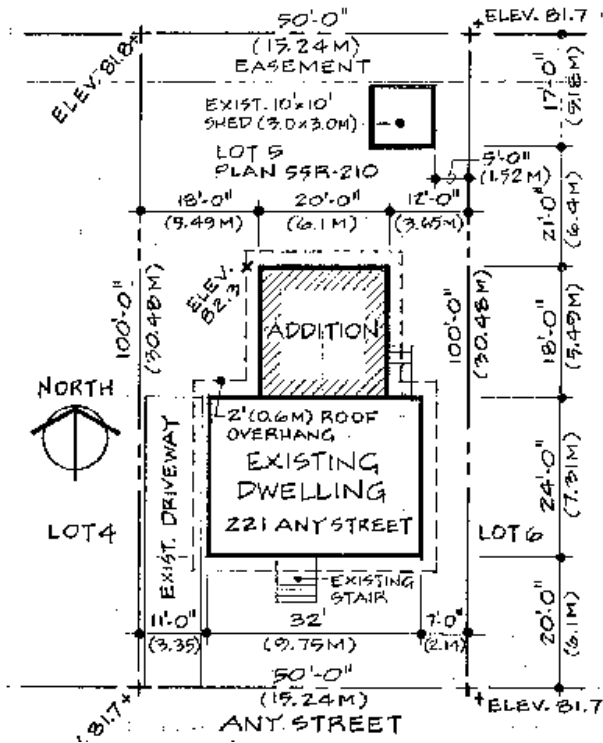 50'-0"
(15.24M)
EASEMENT
ELEV. 81.8
ELEV. 81.7
EXIST. 10'x10'
SHED (3.0x3.0M)
LOT 5
PLAN 55R-210
5'-0"
(1.52M)
17'-0"
(5.18M)
18'-0"
(5.49M)
20'-0"
(6.1M)
12'-0"
(3.65M)
21'-0"
(6.4M)
ELEV.
82.3
ADDITION
100'-0"
(30.48M)
100'-0"
(30.48M)
18'-0"
(5.49M)
NORTH
2' (0.6M) ROOF
OVERHANG
EXISTING
DWELLING
221 ANY STREET
EXIST. DRIVEWAY
24'-0"
(7.31M)
LOT 4
LOT 6
EXISTING
STAIR
11'-0"
(3.35)
32'
(9.75M)
7'-0"
(2.14)
20'-0"
(6.1M)
50'-0"
(15.24M)
81.7
ELEV. 81.7
ANY STREET